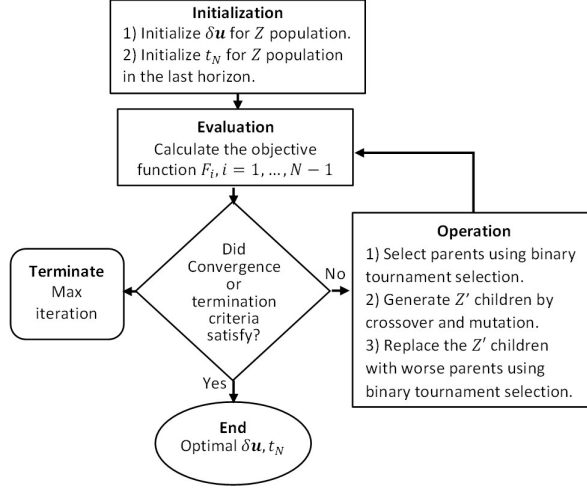 Initialization
1) Initialize δu for Z population.
2) Initialize t_N for Z population
in the last horizon.
Evaluation
Calculate the objective
function F_i, i = 1, ..., N − 1
Did
Convergence
or
termination
criteria
satisfy?
Terminate
Max
iteration
No
Operation
1) Select parents using binary
tournament selection.
2) Generate Z′ children by
crossover and mutation.
3) Replace the Z′ children
with worse parents using
binary tournament selection.
Yes
End
Optimal δu, t_N